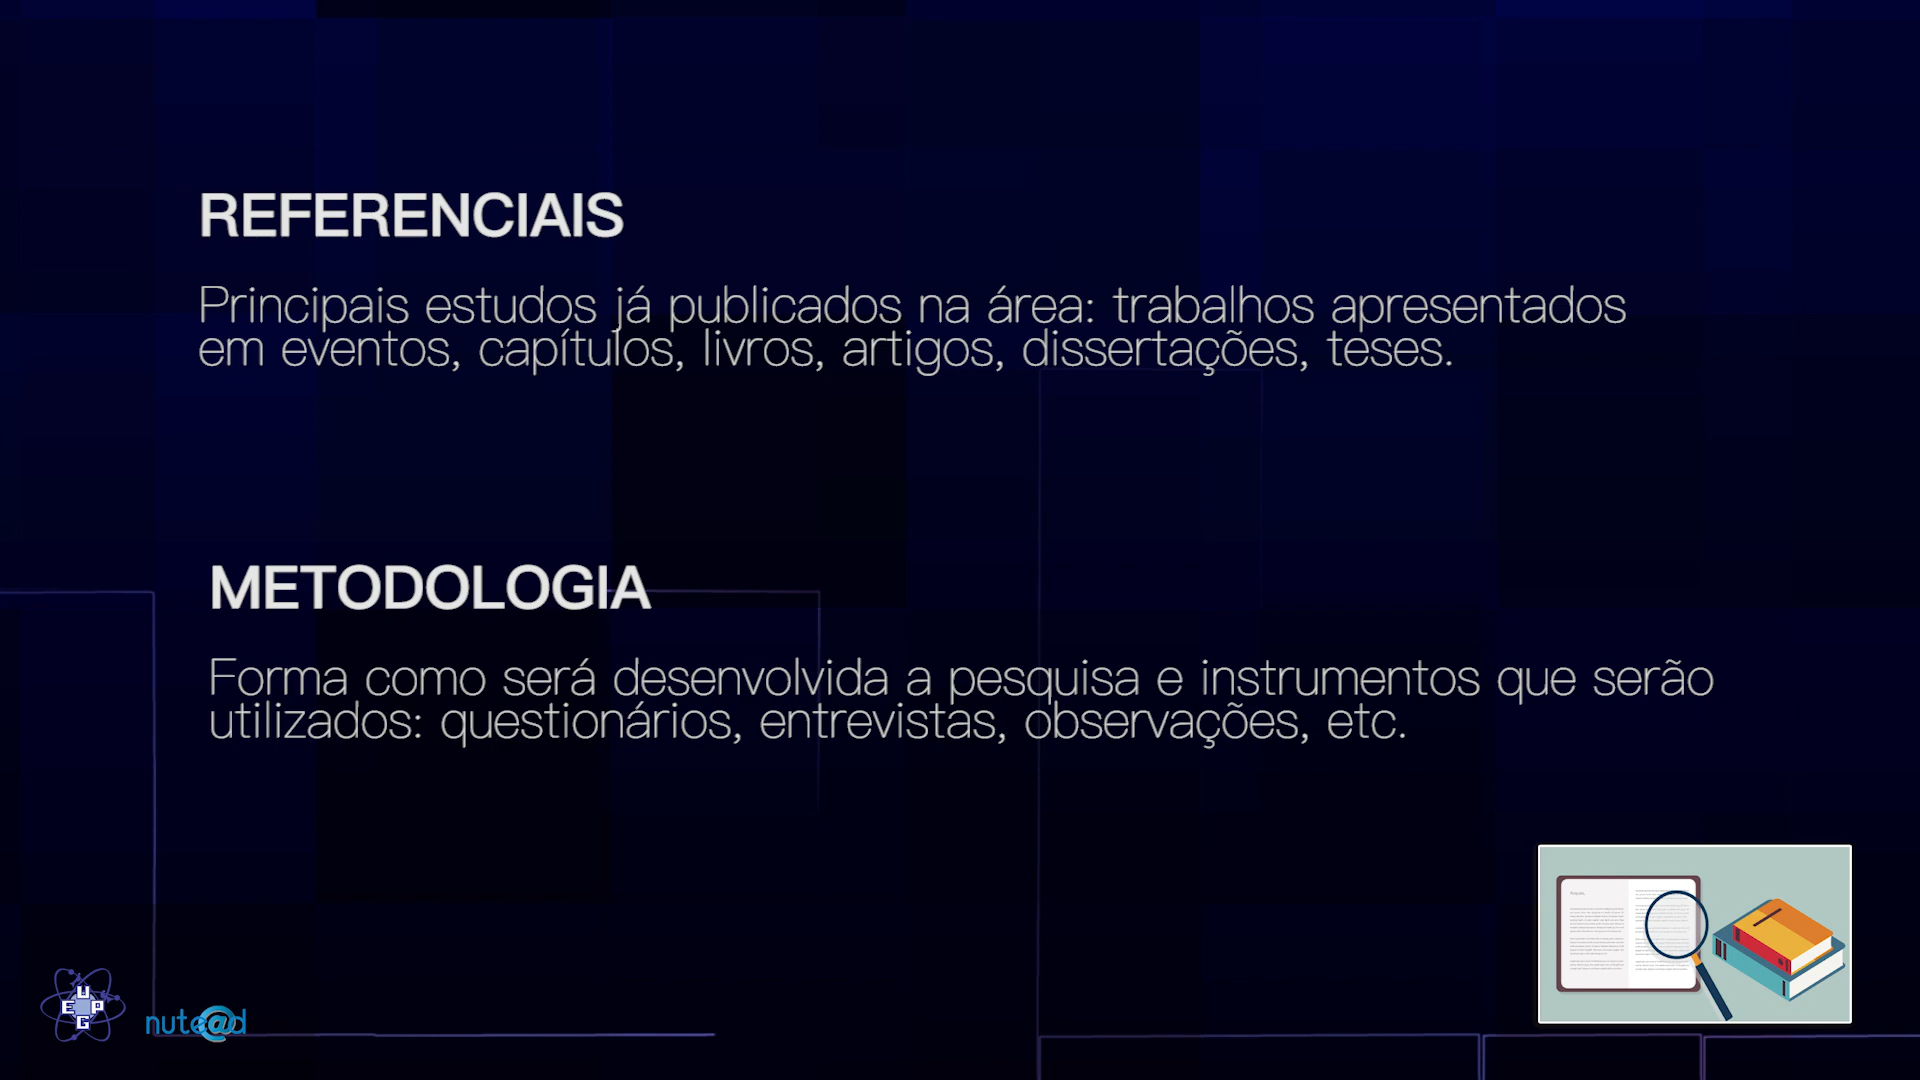 REFERENCIAIS
Principais estudos já publicados na área: trabalhos apresentados
em eventos, capítulos, livros, artigos, dissertações, teses.
METODOLOGIA
Forma como será desenvolvida a pesquisa e instrumentos que serão
utilizados: questionários, entrevistas, observações, etc.
UEPG
nute@d